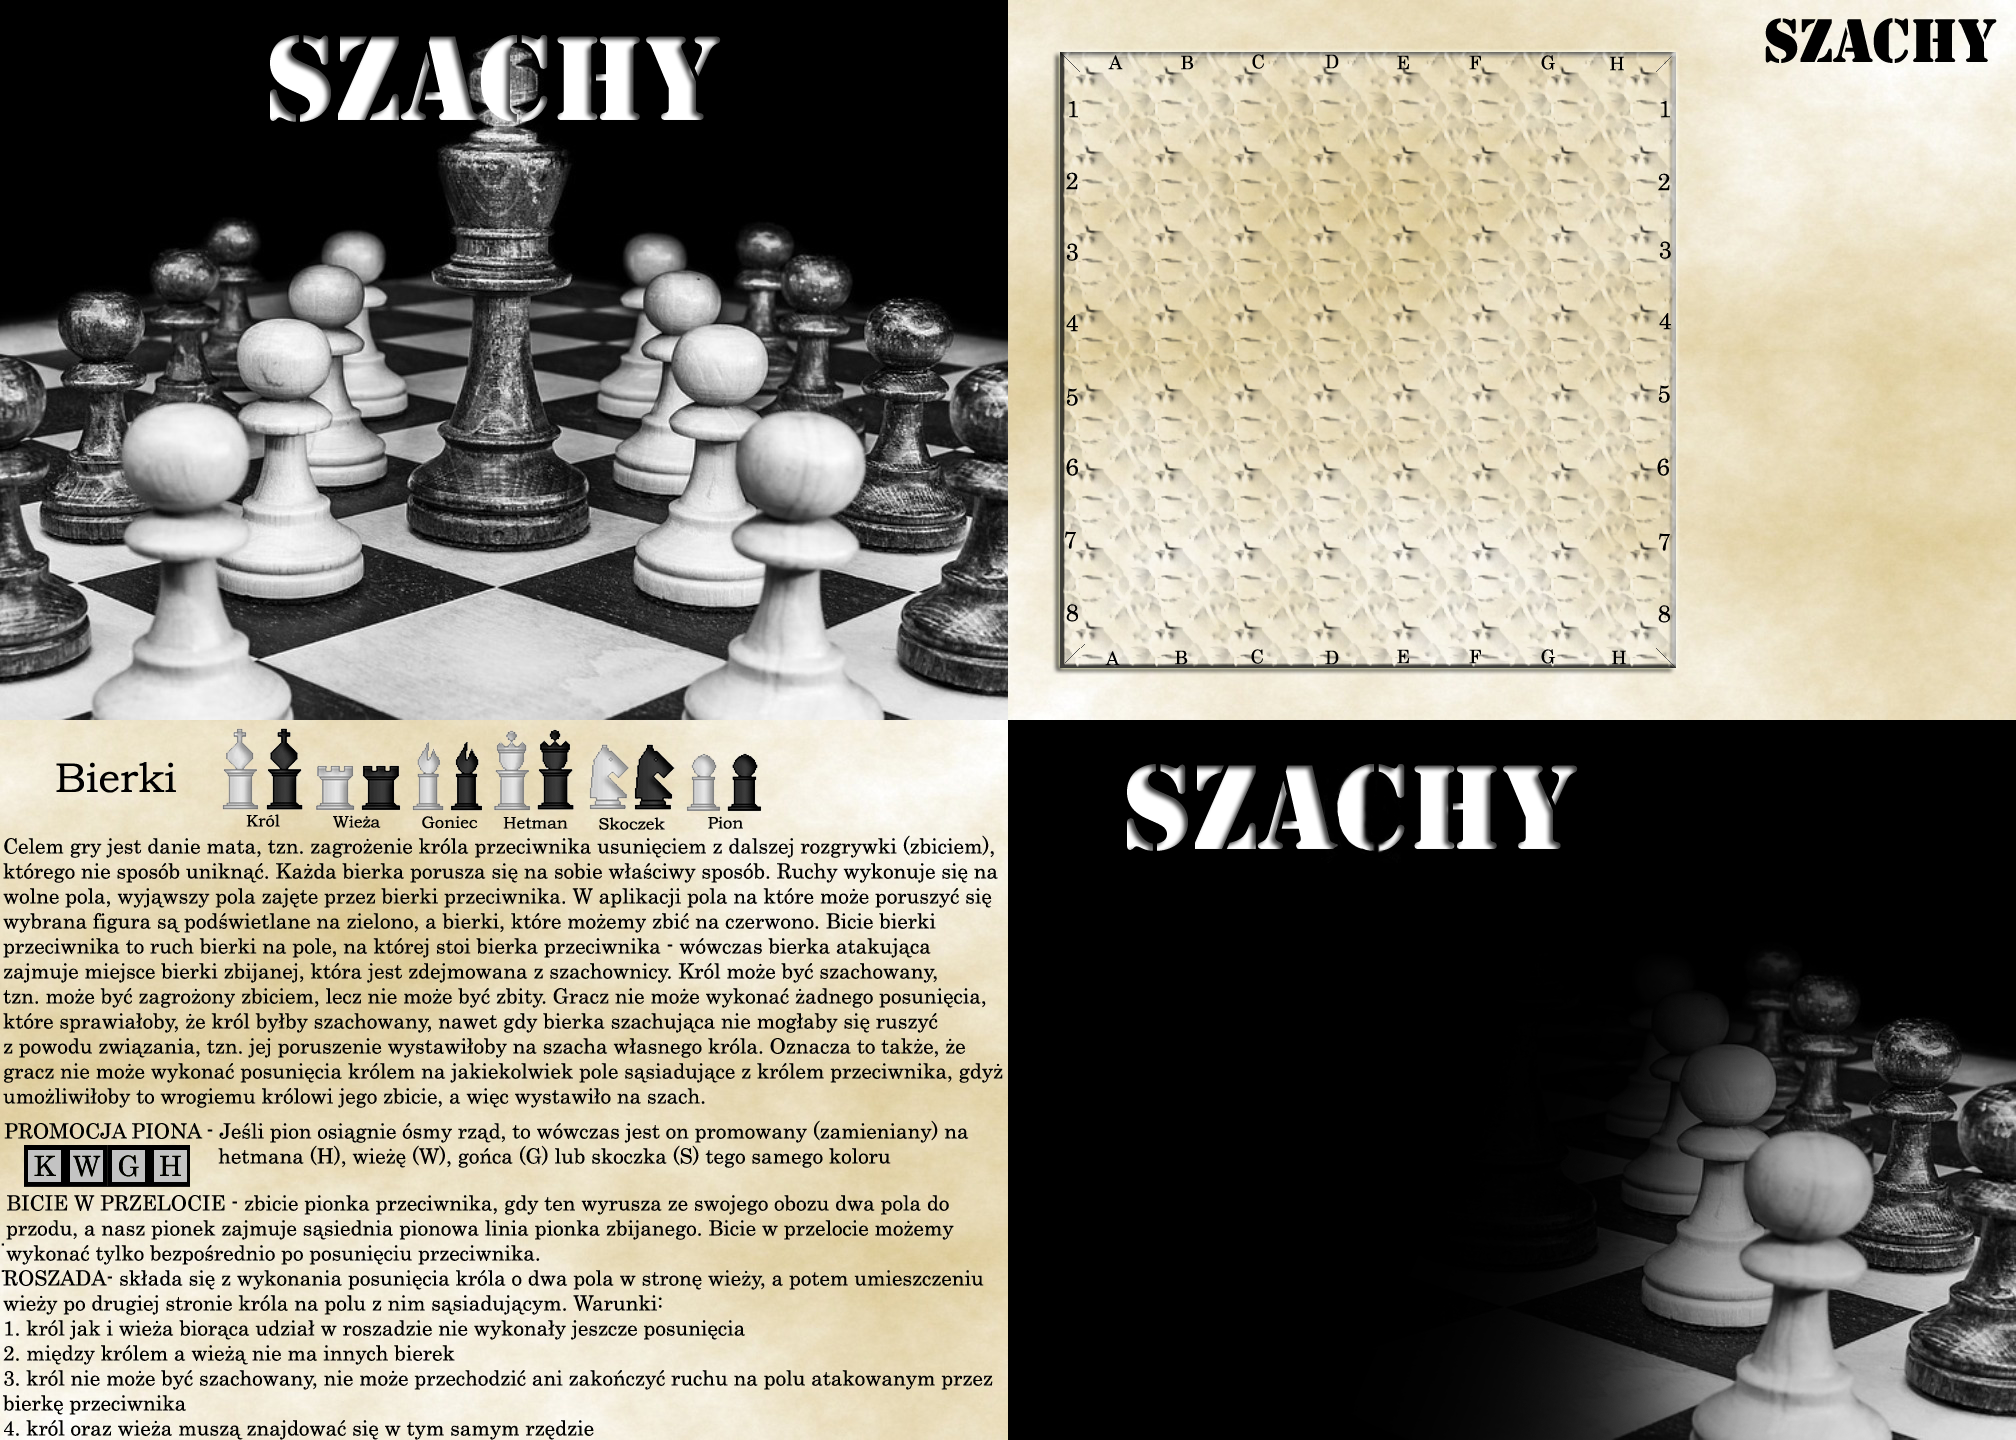 SZACHY
SZACHY
A B C D E F G H
1 1
2 2
3 3
4 4
5 5
6 6
7 7
8 8
A B C D E F G H
Bierki
Król Wieża Goniec Hetman Skoczek Pion
Celem gry jest danie mata, tzn. zagrożenie króla przeciwnika usunięciem z dalszej rozgrywki (zbiciem),
którego nie sposób uniknąć. Każda bierka porusza się na sobie właściwy sposób. Ruchy wykonuje się na
wolne pola, wyjąwszy pola zajęte przez bierki przeciwnika. W aplikacji pola na które może poruszyć się
wybrana figura są podświetlane na zielono, a bierki, które możemy zbić na czerwono. Bicie bierki
przeciwnika to ruch bierki na pole, na której stoi bierka przeciwnika - wówczas bierka atakująca
zajmuje miejsce bierki zbijanej, która jest zdejmowana z szachownicy. Król może być szachowany,
tzn. może być zagrożony zbiciem, lecz nie może być zbity. Gracz nie może wykonać żadnego posunięcia,
które sprawiałoby, że król byłby szachowany, nawet gdy bierka szachująca nie mogłaby się ruszyć
z powodu związania, tzn. jej poruszenie wystawiłoby na szacha własnego króla. Oznacza to także, że
gracz nie może wykonać posunięcia królem na jakiekolwiek pole sąsiadujące z królem przeciwnika, gdyż
umożliwiłoby to wrogiemu królowi jego zbicie, a więc wystawiło na szach.
PROMOCJA PIONA - Jeśli pion osiągnie ósmy rząd, to wówczas jest on promowany (zamieniany) na
hetmana (H), wieżę (W), gońca (G) lub skoczka (S) tego samego koloru
K W G H
BICIE W PRZELOCIE - zbicie pionka przeciwnika, gdy ten wyrusza ze swojego obozu dwa pola do
przodu, a nasz pionek zajmuje sąsiednia pionowa linia pionka zbijanego. Bicie w przelocie możemy
wykonać tylko bezpośrednio po posunięciu przeciwnika.
ROSZADA- składa się z wykonania posunięcia króla o dwa pola w stronę wieży, a potem umieszczeniu
wieży po drugiej stronie króla na polu z nim sąsiadującym. Warunki:
1. król jak i wieża biorąca udział w roszadzie nie wykonały jeszcze posunięcia
2. między królem a wieżą nie ma innych bierek
3. król nie może być szachowany, nie może przechodzić ani zakończyć ruchu na polu atakowanym przez
bierkę przeciwnika
4. król oraz wieża muszą znajdować się w tym samym rzędzie
SZACHY